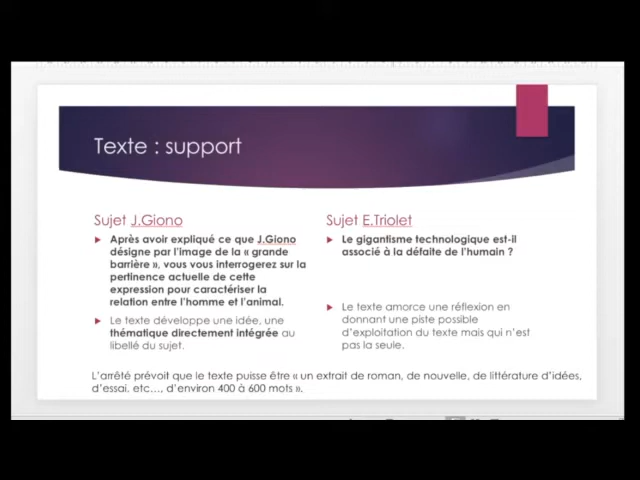 Texte : support
Sujet J.Giono
Après avoir expliqué ce que J.Giono
désigne par l'image de la « grande
barrière », vous vous interrogerez sur la
pertinence actuelle de cette
expression pour caractériser la
relation entre l'homme et l'animal.
Le texte développe une idée, une
thématique directement intégrée au
libellé du sujet.
Sujet E.Triolet
Le gigantisme technologique est-il
associé à la défaite de l'humain ?
Le texte amorce une réflexion en
donnant une piste possible
d'exploitation du texte mais qui n'est
pas la seule.
L'arrêté prévoit que le texte puisse être « un extrait de roman, de nouvelle, de littérature d'idées,
d'essai, etc…, d'environ 400 à 600 mots ».